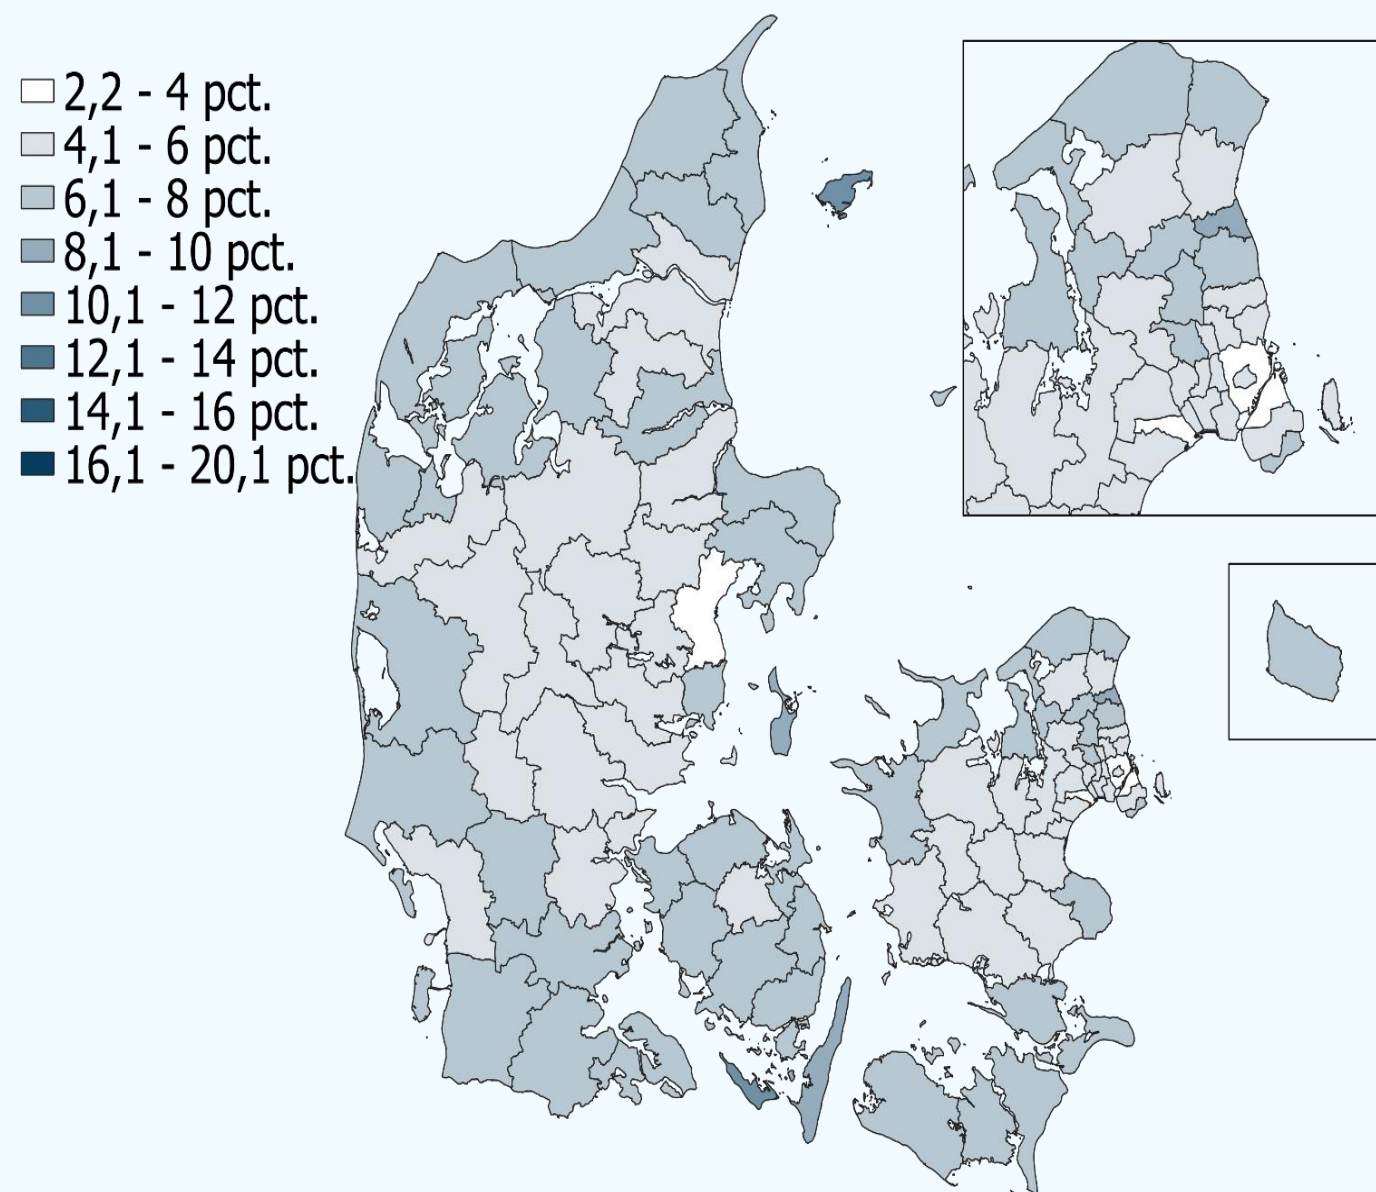 2,2 - 4 pct.
4,1 - 6 pct.
6,1 - 8 pct.
8,1 - 10 pct.
10,1 - 12 pct.
12,1 - 14 pct.
14,1 - 16 pct.
16,1 - 20,1 pct.